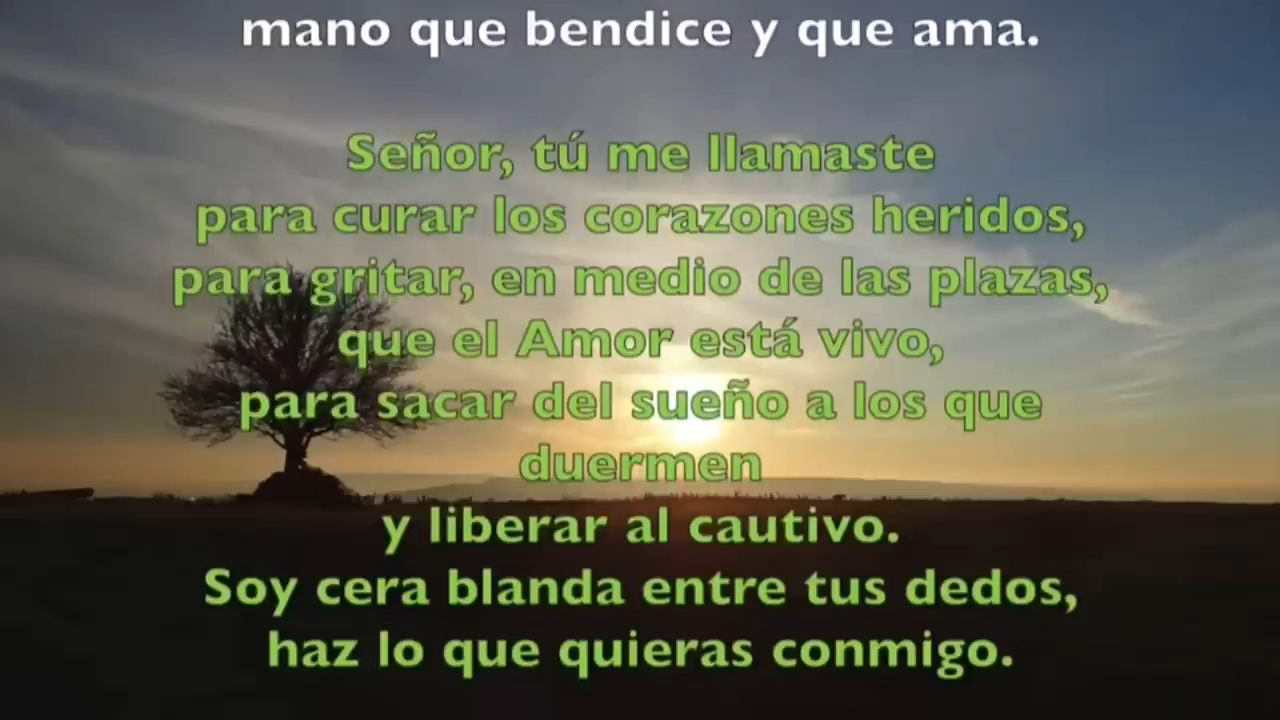 mano que bendice y que ama.
Señor, tú me llamaste
para curar los corazones heridos,
para gritar, en medio de las plazas,
que el Amor está vivo,
para sacar del sueño a los que
duermen
y liberar al cautivo.
Soy cera blanda entre tus dedos,
haz lo que quieras conmigo.